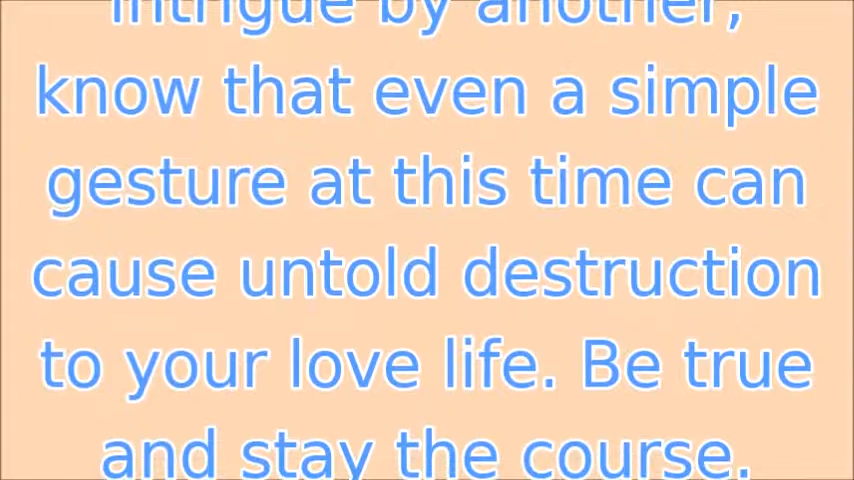 intrigue by another,
know that even a simple
gesture at this time can
cause untold destruction
to your love life. Be true
and stay the course.